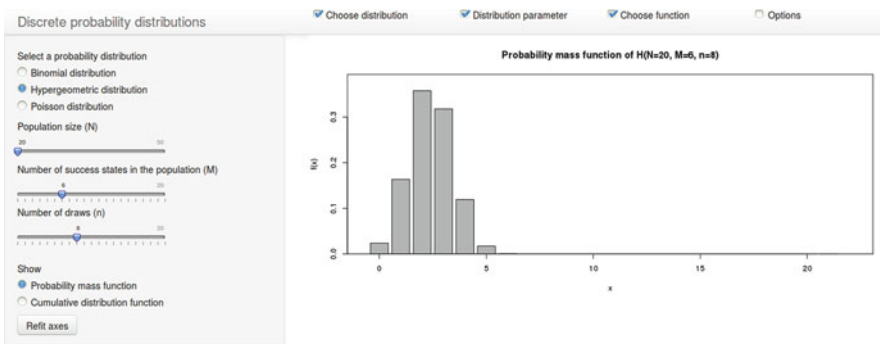 Discrete probability distributions
Choose distribution
Distribution parameter
Choose function
Options
Select a probability distribution
Binomial distribution
Hypergeometric distribution
Poisson distribution
Population size (N)
20 50
Number of success states in the population (M)
6 20
Number of draws (n)
8 20
Show
Probability mass function
Cumulative distribution function
Refit axes
Probability mass function of H(N=20, M=6, n=8)
f(x)
0.3
0.2
0.1
0.0
0 5 10 15 20
x